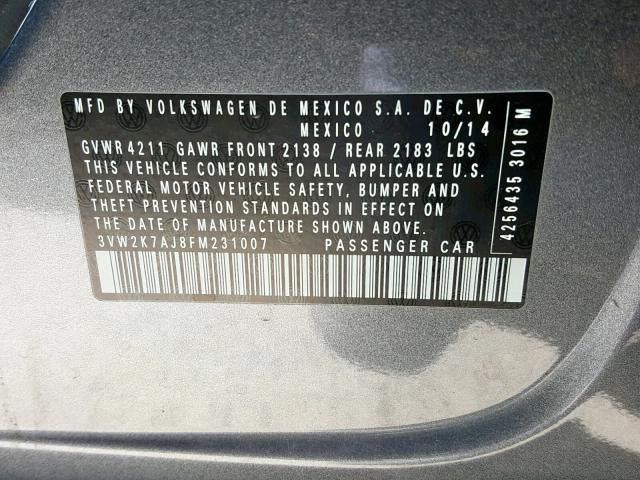 MFD BY VOLKSWAGEN DE MEXICO S.A. DE C.V.
MEXICO 10/14
GVWR 4211 GAWR FRONT 2138 / REAR 2183 LBS
THIS VEHICLE CONFORMS TO ALL APPLICABLE U.S.
FEDERAL MOTOR VEHICLE SAFETY, BUMPER AND
THEFT PREVENTION STANDARDS IN EFFECT ON THE
DATE OF MANUFACTURE SHOWN ABOVE.
3VW2K7AJ8FM231007 PASSENGER CAR
4256435 3016 M